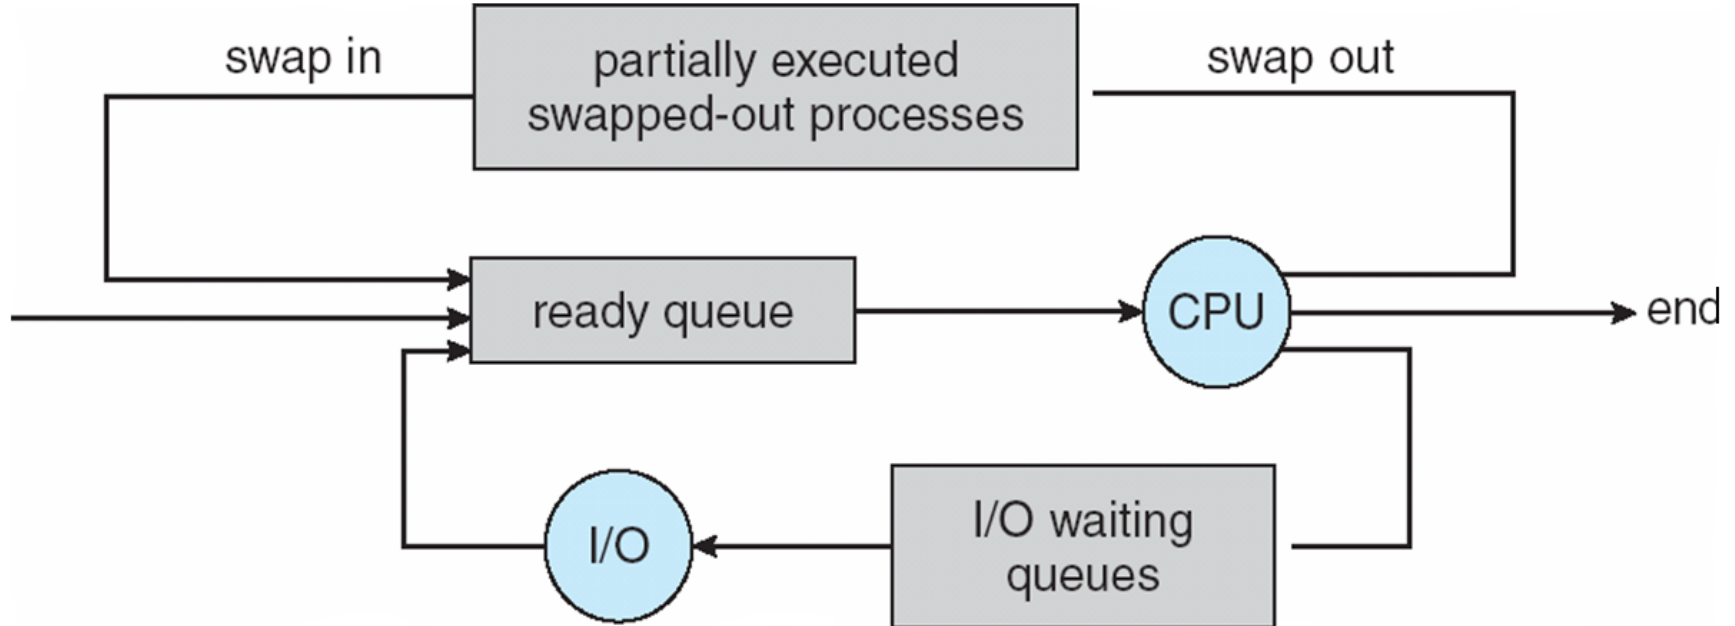 swap in
partially executed
swapped-out processes
swap out
ready queue
CPU
end
I/O
I/O waiting
queues